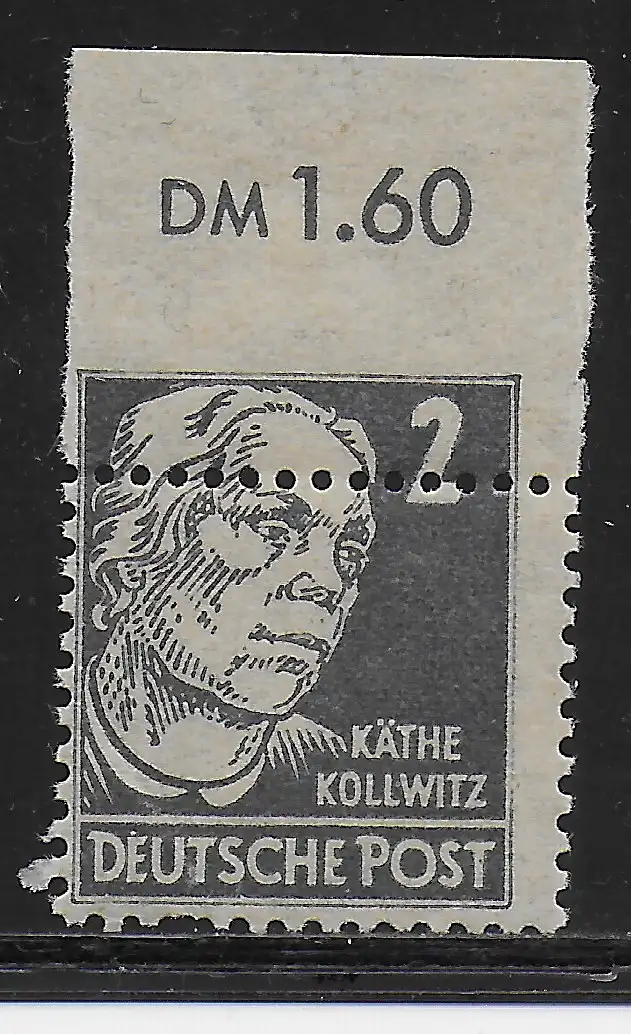 DM 1.60
2
KÄTHE
KOLLWITZ
DEUTSCHE POST